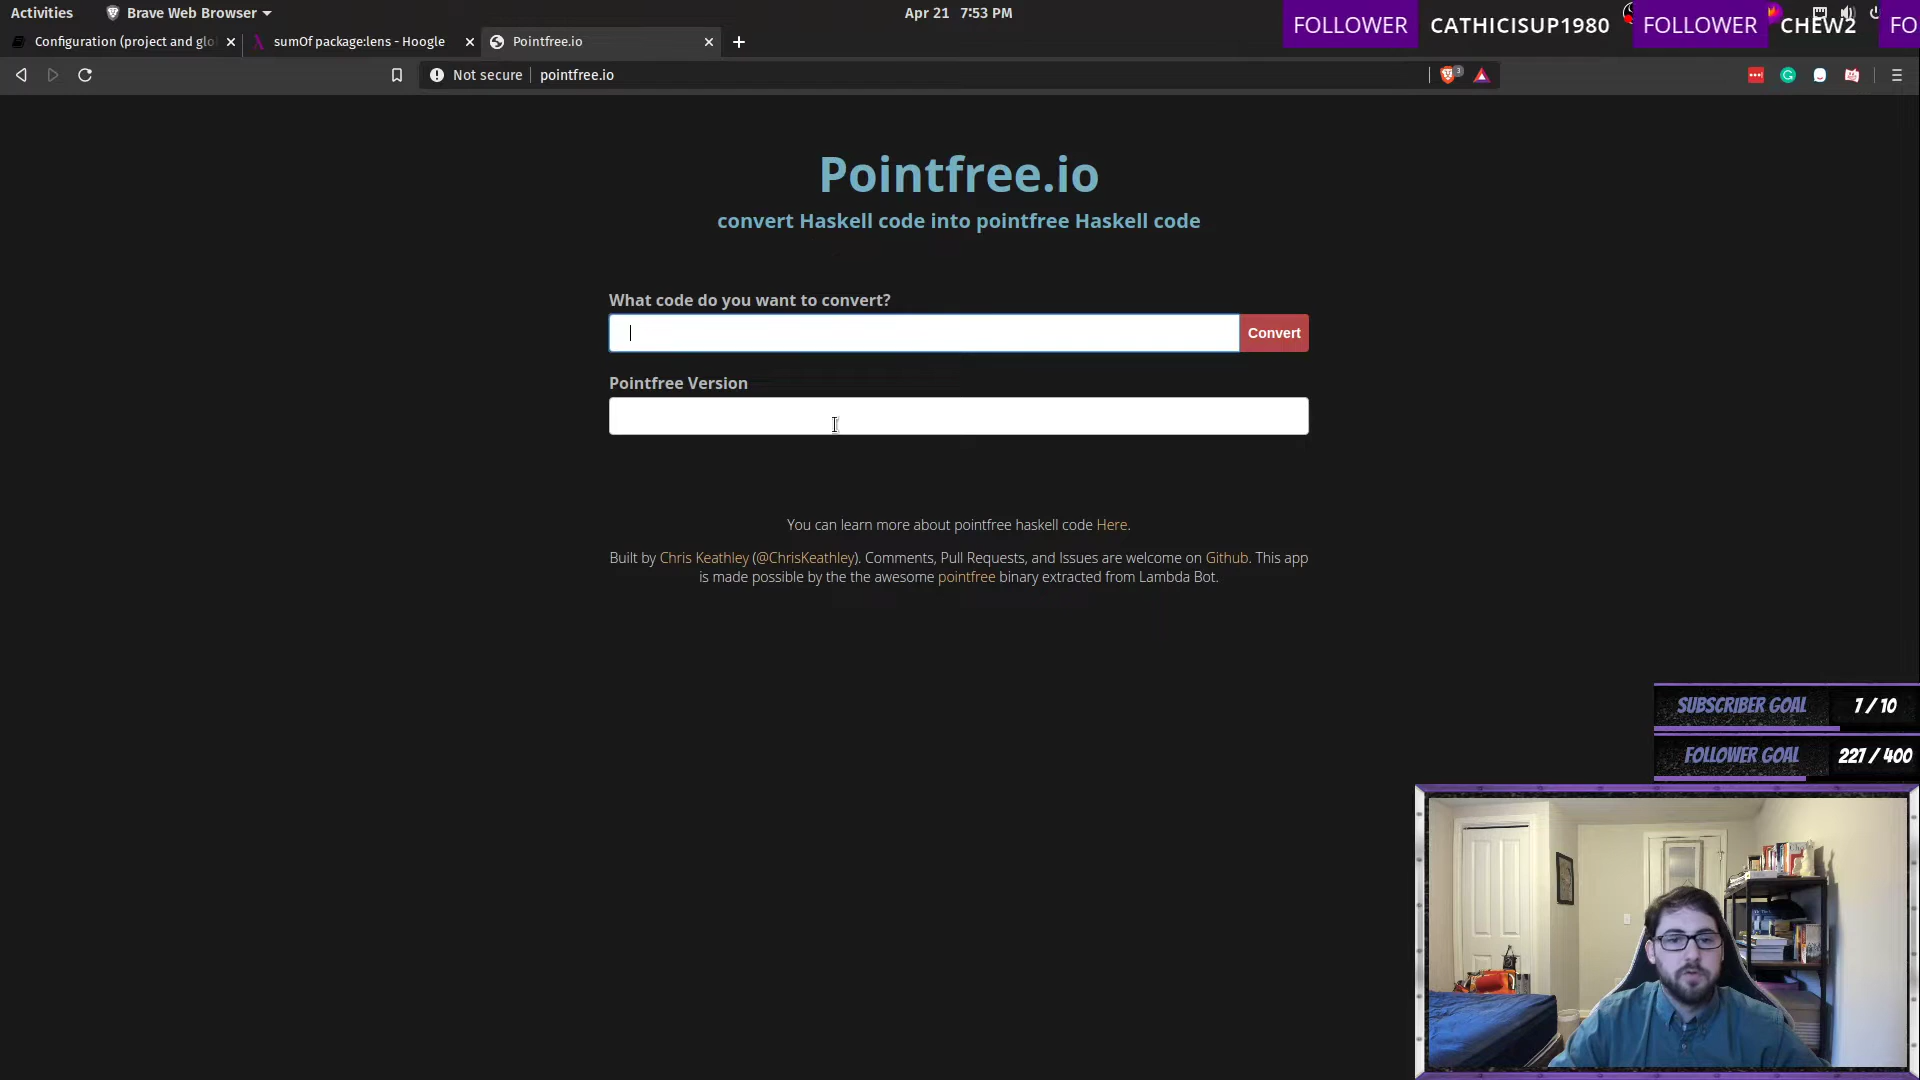 Activities
Brave Web Browser
Apr 21 7:53 PM
FOLLOWER CATHICISUP1980 FOLLOWER CHEW2 FO
Configuration (project and glo
sumOf package:lens - Hoogle
Pointfree.io
Not secure
pointfree.io
3
Pointfree.io
convert Haskell code into pointfree Haskell code
What code do you want to convert?
Convert
Pointfree Version
You can learn more about pointfree haskell code Here.
Built by Chris Keathley (@ChrisKeathley). Comments, Pull Requests, and Issues are welcome on Github. This app
is made possible by the the awesome pointfree binary extracted from Lambda Bot.
SUBSCRIBER GOAL 7 / 10
FOLLOWER GOAL 227 / 400